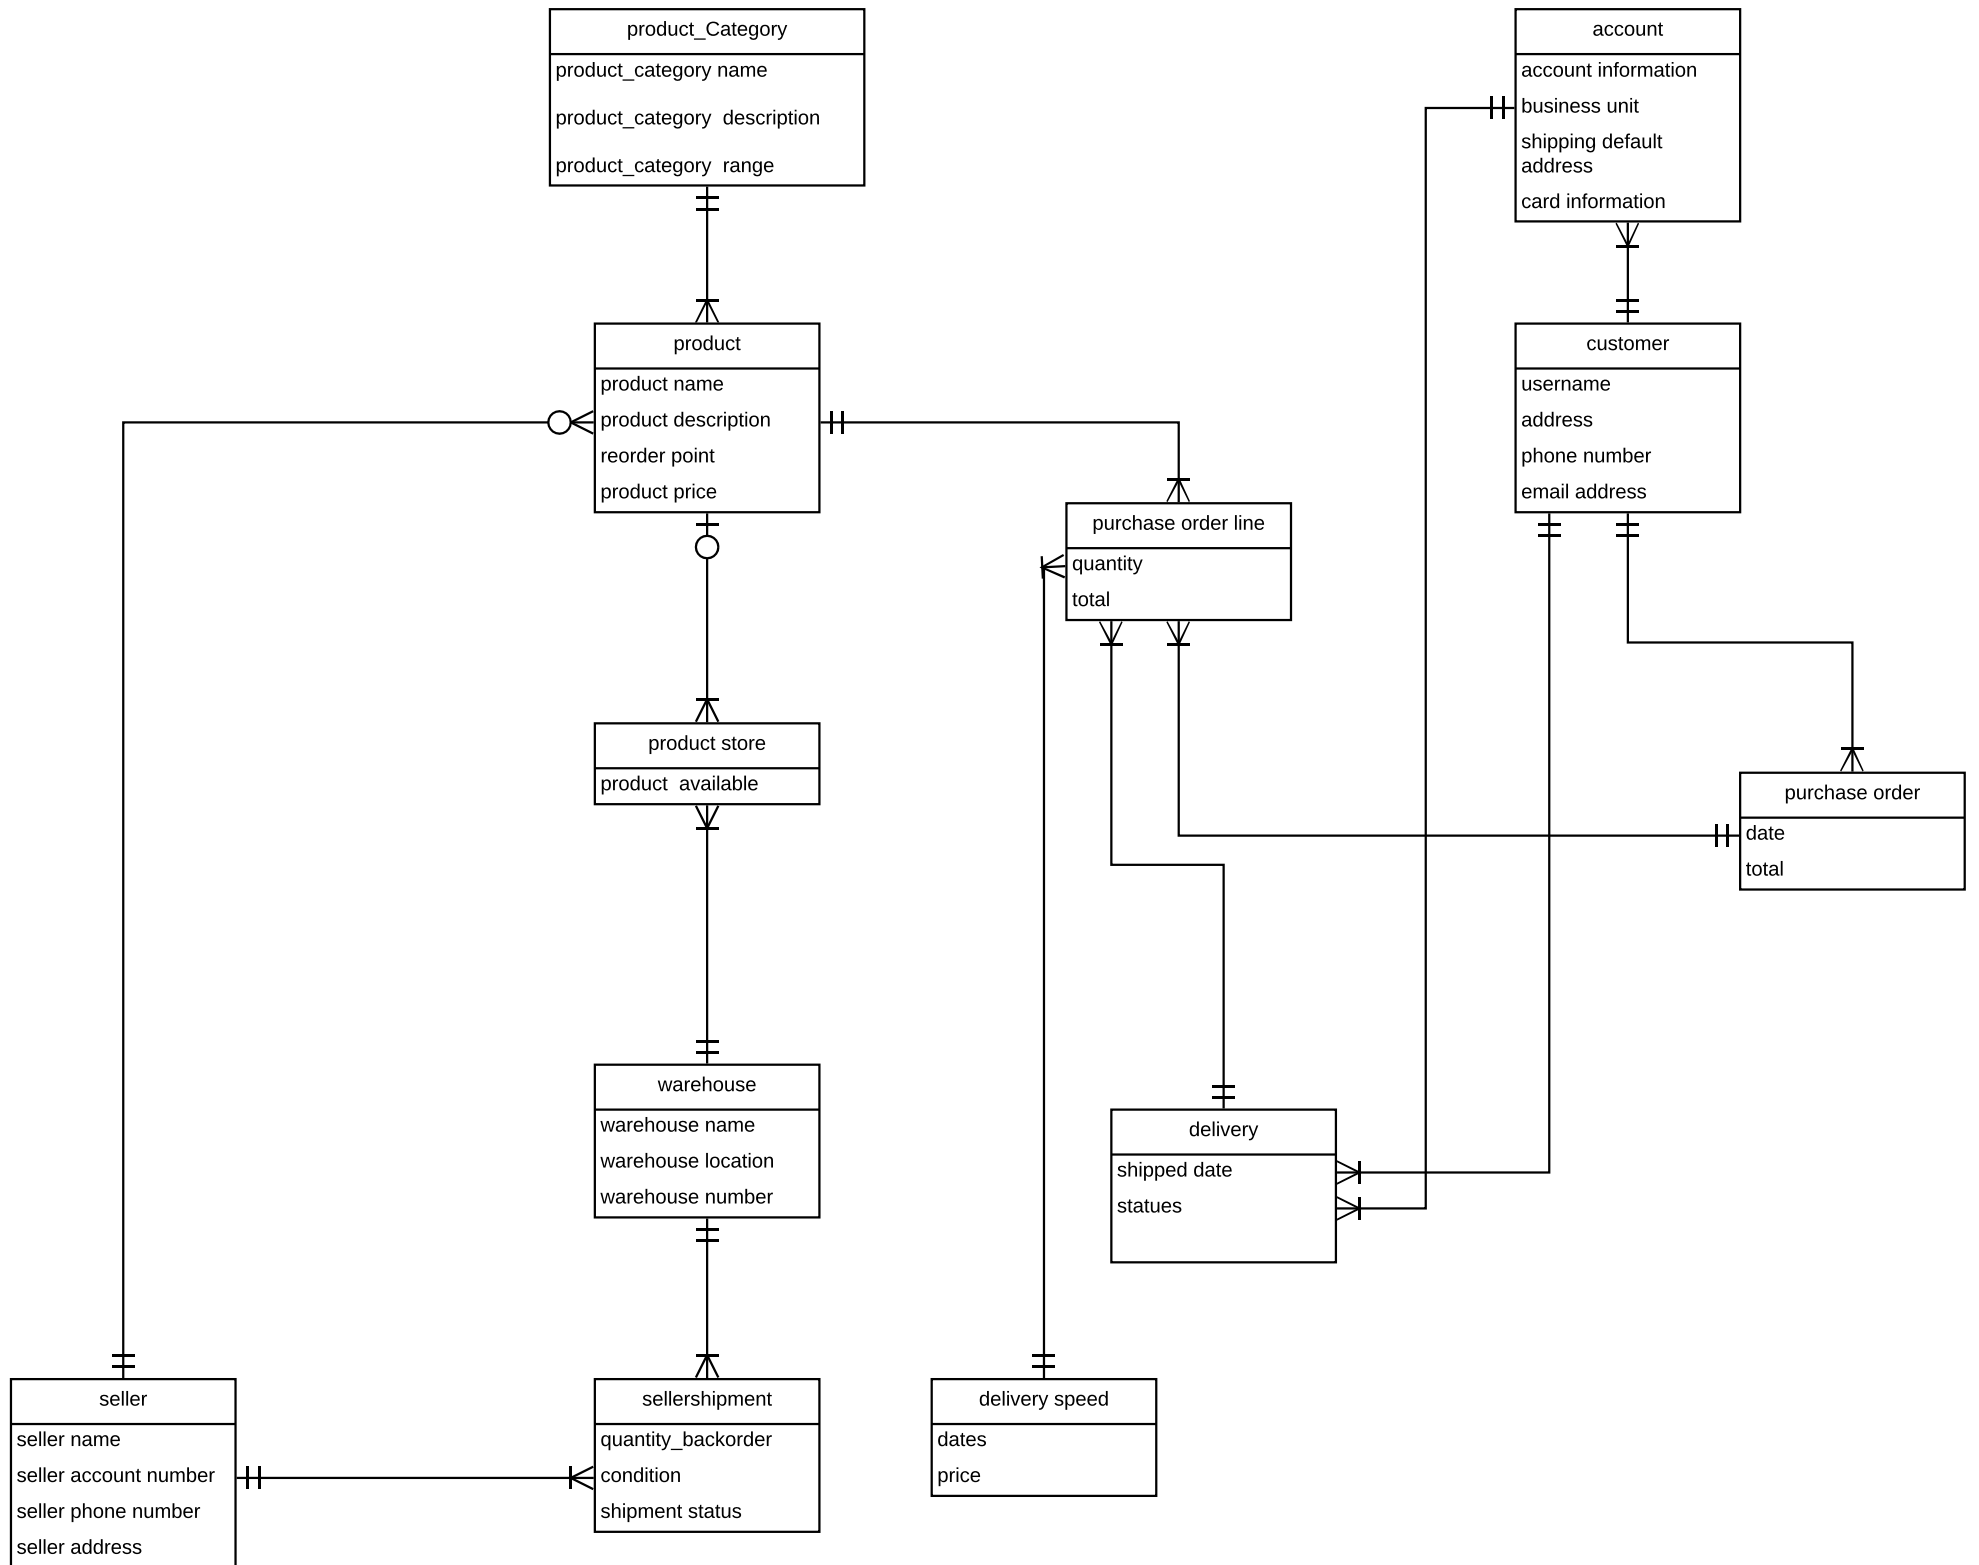 product_Category
product_category name
product_category  description
product_category  range
account
account information
business unit
shipping default
address
card information
product
product name
product description
reorder point
product price
customer
username
address
phone number
email address
purchase order line
quantity
total
product store
product  available
purchase order
date
total
warehouse
warehouse name
warehouse location
warehouse number
delivery
shipped date
statues
seller
seller name
seller account number
seller phone number
seller address
sellershipment
quantity_backorder
condition
shipment status
delivery speed
dates
price